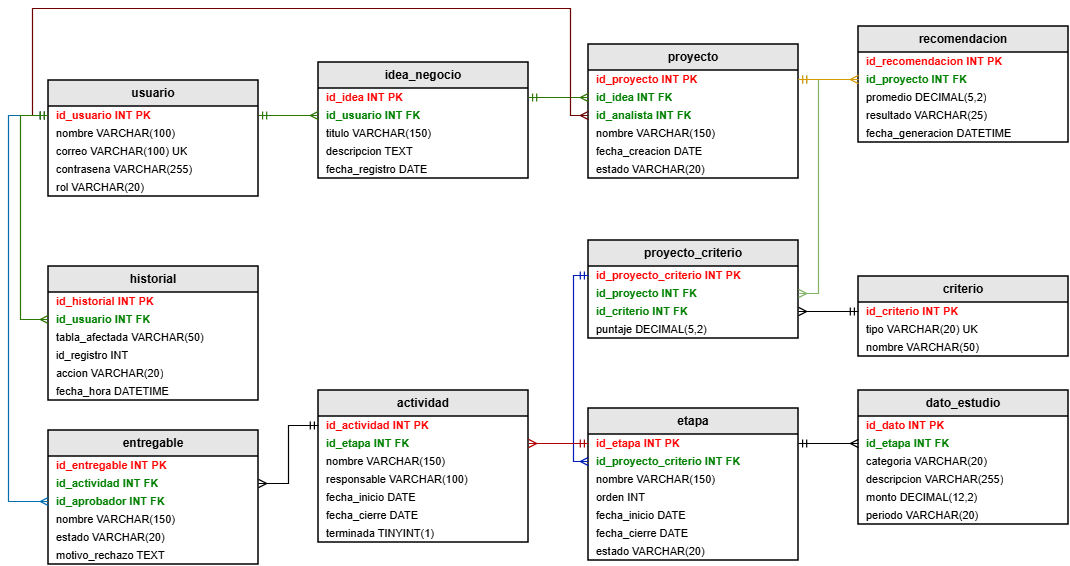 usuario
id_usuario INT PK
nombre VARCHAR(100)
correo VARCHAR(100) UK
contrasena VARCHAR(255)
rol VARCHAR(20)
idea_negocio
id_idea INT PK
id_usuario INT FK
titulo VARCHAR(150)
descripcion TEXT
fecha_registro DATE
proyecto
id_proyecto INT PK
id_idea INT FK
id_analista INT FK
nombre VARCHAR(150)
fecha_creacion DATE
estado VARCHAR(20)
recomendacion
id_recomendacion INT PK
id_proyecto INT FK
promedio DECIMAL(5,2)
resultado VARCHAR(25)
fecha_generacion DATETIME
historial
id_historial INT PK
id_usuario INT FK
tabla_afectada VARCHAR(50)
id_registro INT
accion VARCHAR(20)
fecha_hora DATETIME
proyecto_criterio
id_proyecto_criterio INT PK
id_proyecto INT FK
id_criterio INT FK
puntaje DECIMAL(5,2)
criterio
id_criterio INT PK
tipo VARCHAR(20) UK
nombre VARCHAR(50)
entregable
id_entregable INT PK
id_actividad INT FK
id_aprobador INT FK
nombre VARCHAR(150)
estado VARCHAR(20)
motivo_rechazo TEXT
actividad
id_actividad INT PK
id_etapa INT FK
nombre VARCHAR(150)
responsable VARCHAR(100)
fecha_inicio DATE
fecha_cierre DATE
terminada TINYINT(1)
etapa
id_etapa INT PK
id_proyecto_criterio INT FK
nombre VARCHAR(150)
orden INT
fecha_inicio DATE
fecha_cierre DATE
estado VARCHAR(20)
dato_estudio
id_dato INT PK
id_etapa INT FK
categoria VARCHAR(20)
descripcion VARCHAR(255)
monto DECIMAL(12,2)
periodo VARCHAR(20)